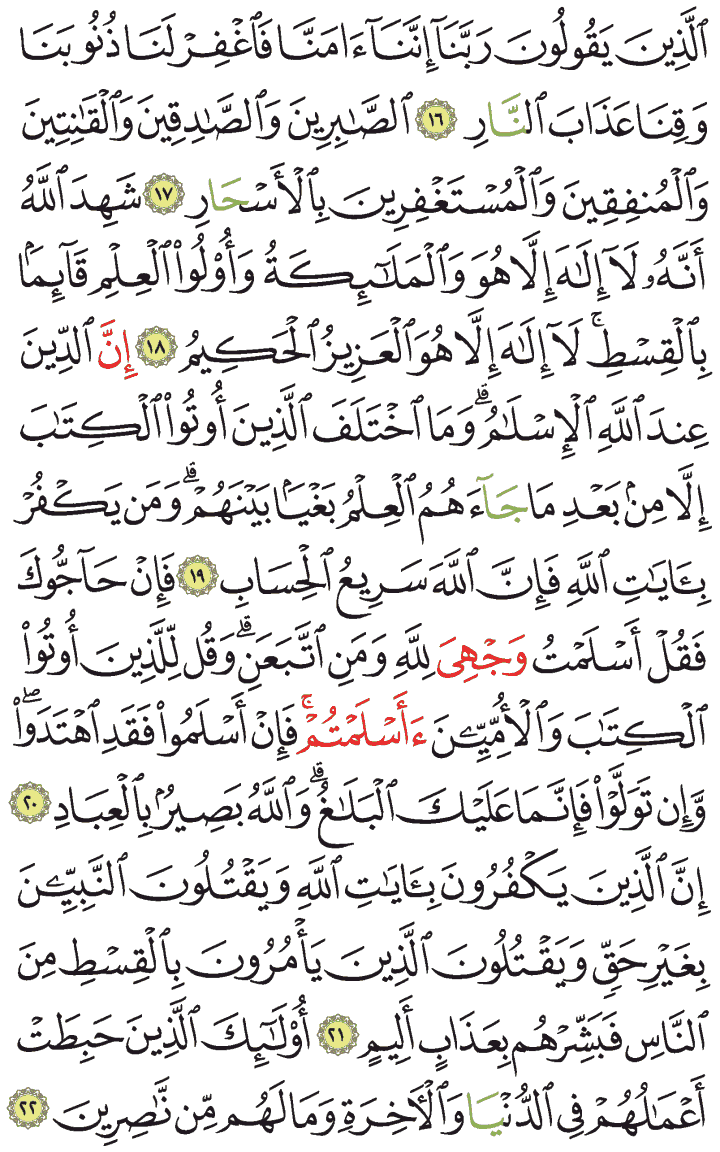 ٱلَّذِينَ يَقُولُونَ رَبَّنَآ إِنَّنَآ ءَامَنَّا فَٱغْفِرْ لَنَا ذُنُوبَنَا
وَقِنَا عَذَابَ ٱلنَّارِ ١٦ ٱلصَّٰبِرِينَ وَٱلصَّٰدِقِينَ وَٱلْقَٰنِتِينَ
وَٱلْمُنفِقِينَ وَٱلْمُسْتَغْفِرِينَ بِٱلْأَسْحَارِ ١٧ شَهِدَ ٱللَّهُ
أَنَّهُۥ لَآ إِلَٰهَ إِلَّا هُوَ وَٱلْمَلَٰٓئِكَةُ وَأُو۟لُوا۟ ٱلْعِلْمِ قَآئِمَۢا
بِٱلْقِسْطِ ۚ لَآ إِلَٰهَ إِلَّا هُوَ ٱلْعَزِيزُ ٱلْحَكِيمُ ١٨ إِنَّ ٱلدِّينَ
عِندَ ٱللَّهِ ٱلْإِسْلَٰمُ ۗ وَمَا ٱخْتَلَفَ ٱلَّذِينَ أُوتُوا۟ ٱلْكِتَٰبَ
إِلَّا مِنۢ بَعْدِ مَا جَآءَهُمُ ٱلْعِلْمُ بَغْيَۢا بَيْنَهُمْ ۗ وَمَن يَكْفُرْ
بِـَٔايَٰتِ ٱللَّهِ فَإِنَّ ٱللَّهَ سَرِيعُ ٱلْحِسَابِ ١٩ فَإِنْ حَآجُّوكَ
فَقُلْ أَسْلَمْتُ وَجْهِىَ لِلَّهِ وَمَنِ ٱتَّبَعَنِ ۗ وَقُل لِّلَّذِينَ أُوتُوا۟
ٱلْكِتَٰبَ وَٱلْأُمِّيِّـۧنَ ءَأَسْلَمْتُمْ ۚ فَإِنْ أَسْلَمُوا۟ فَقَدِ ٱهْتَدَوا۟ ۖ
وَّإِن تَوَلَّوْا۟ فَإِنَّمَا عَلَيْكَ ٱلْبَلَٰغُ ۗ وَٱللَّهُ بَصِيرُۢ بِٱلْعِبَادِ ٢٠
إِنَّ ٱلَّذِينَ يَكْفُرُونَ بِـَٔايَٰتِ ٱللَّهِ وَيَقْتُلُونَ ٱلنَّبِيِّـۧنَ
بِغَيْرِ حَقٍّ وَيَقْتُلُونَ ٱلَّذِينَ يَأْمُرُونَ بِٱلْقِسْطِ مِنَ
ٱلنَّاسِ فَبَشِّرْهُم بِعَذَابٍ أَلِيمٍ ٢١ أُو۟لَٰٓئِكَ ٱلَّذِينَ حَبِطَتْ
أَعْمَٰلُهُمْ فِى ٱلدُّنْيَا وَٱلْءَاخِرَةِ وَمَا لَهُم مِّن نَّٰصِرِينَ ٢٢